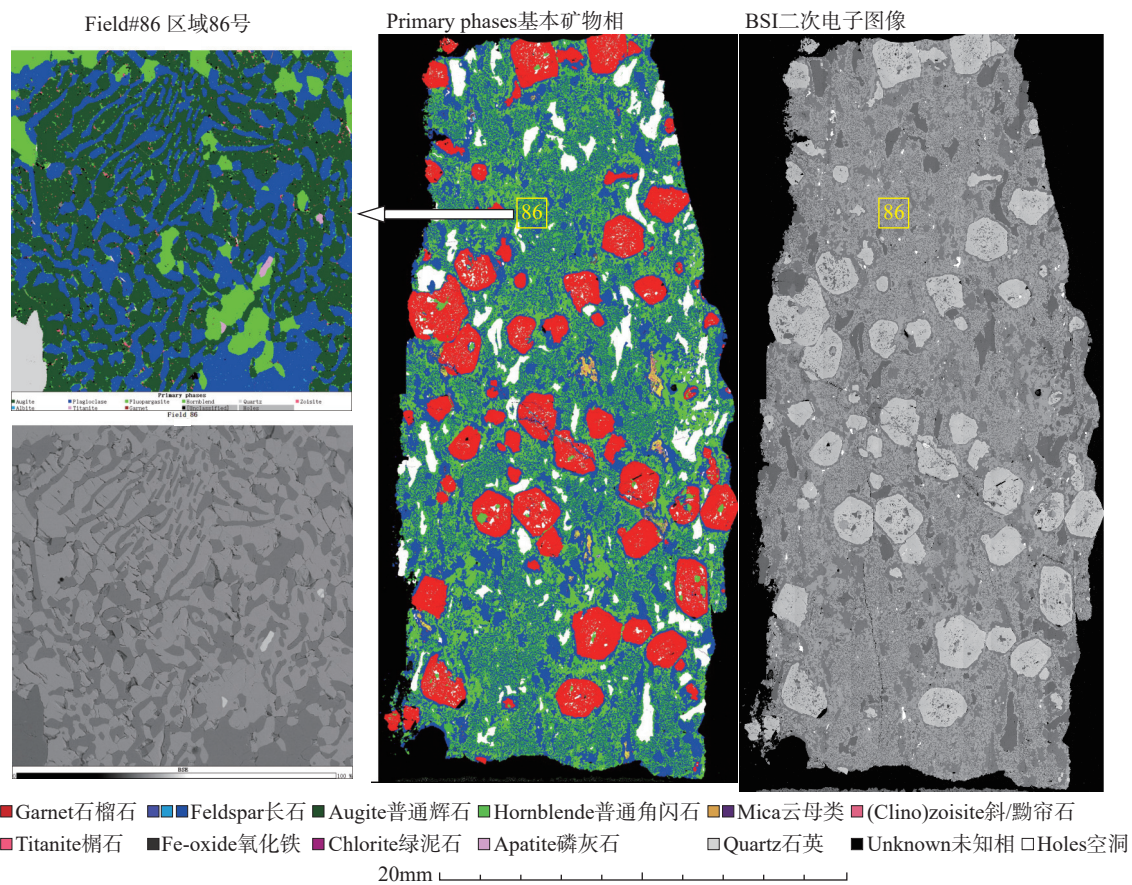 Field#86 区域86号
Primary phases基本矿物相
BSI二次电子图像
86
86
Primary phases
Augite Plagioclase Fluopargasite Hornblend Quartz Zoisite
Albite Titanite Garnet [Unclassified] Holes
Field 86
BSE
100 %
Garnet石榴石 Feldspar长石 Augite普通辉石 Hornblende普通角闪石 Mica云母类 (Clino)zoisite斜/黝帘石
Titanite榍石 Fe-oxide氧化铁 Chlorite绿泥石 Apatite磷灰石 Quartz石英 Unknown未知相 Holes空洞
20mm